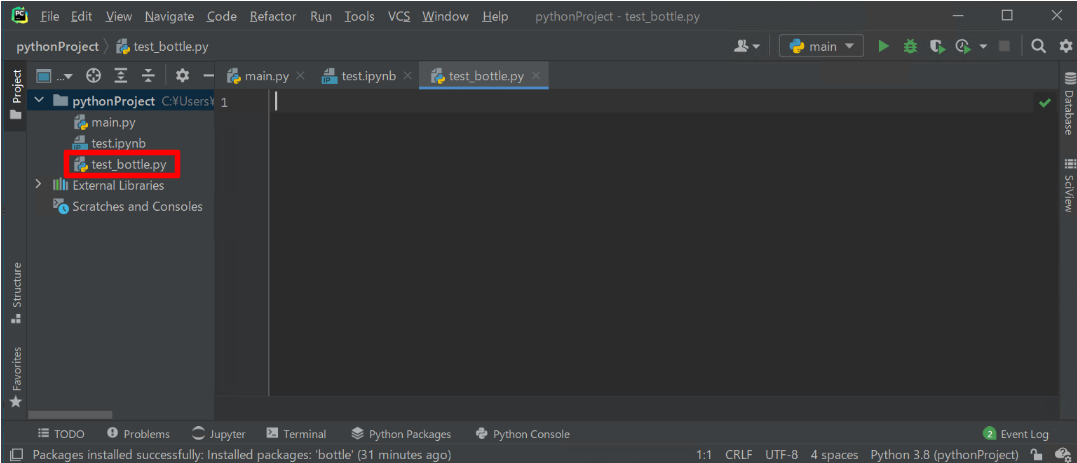 PC File Edit View Navigate Code Refactor Run Tools VCS Window Help pythonProject - test_bottle.py
pythonProject test_bottle.py main
... main.py test.ipynb test_bottle.py
Project
pythonProject C:¥Users¥
1
main.py
test.ipynb
test_bottle.py
External Libraries
Scratches and Consoles
Structure
Favorites
Database
SciView
TODO Problems Jupyter Terminal Python Packages Python Console 2 Event Log
Packages installed successfully: Installed packages: 'bottle' (31 minutes ago) 1:1 CRLF UTF-8 4 spaces Python 3.8 (pythonProject)